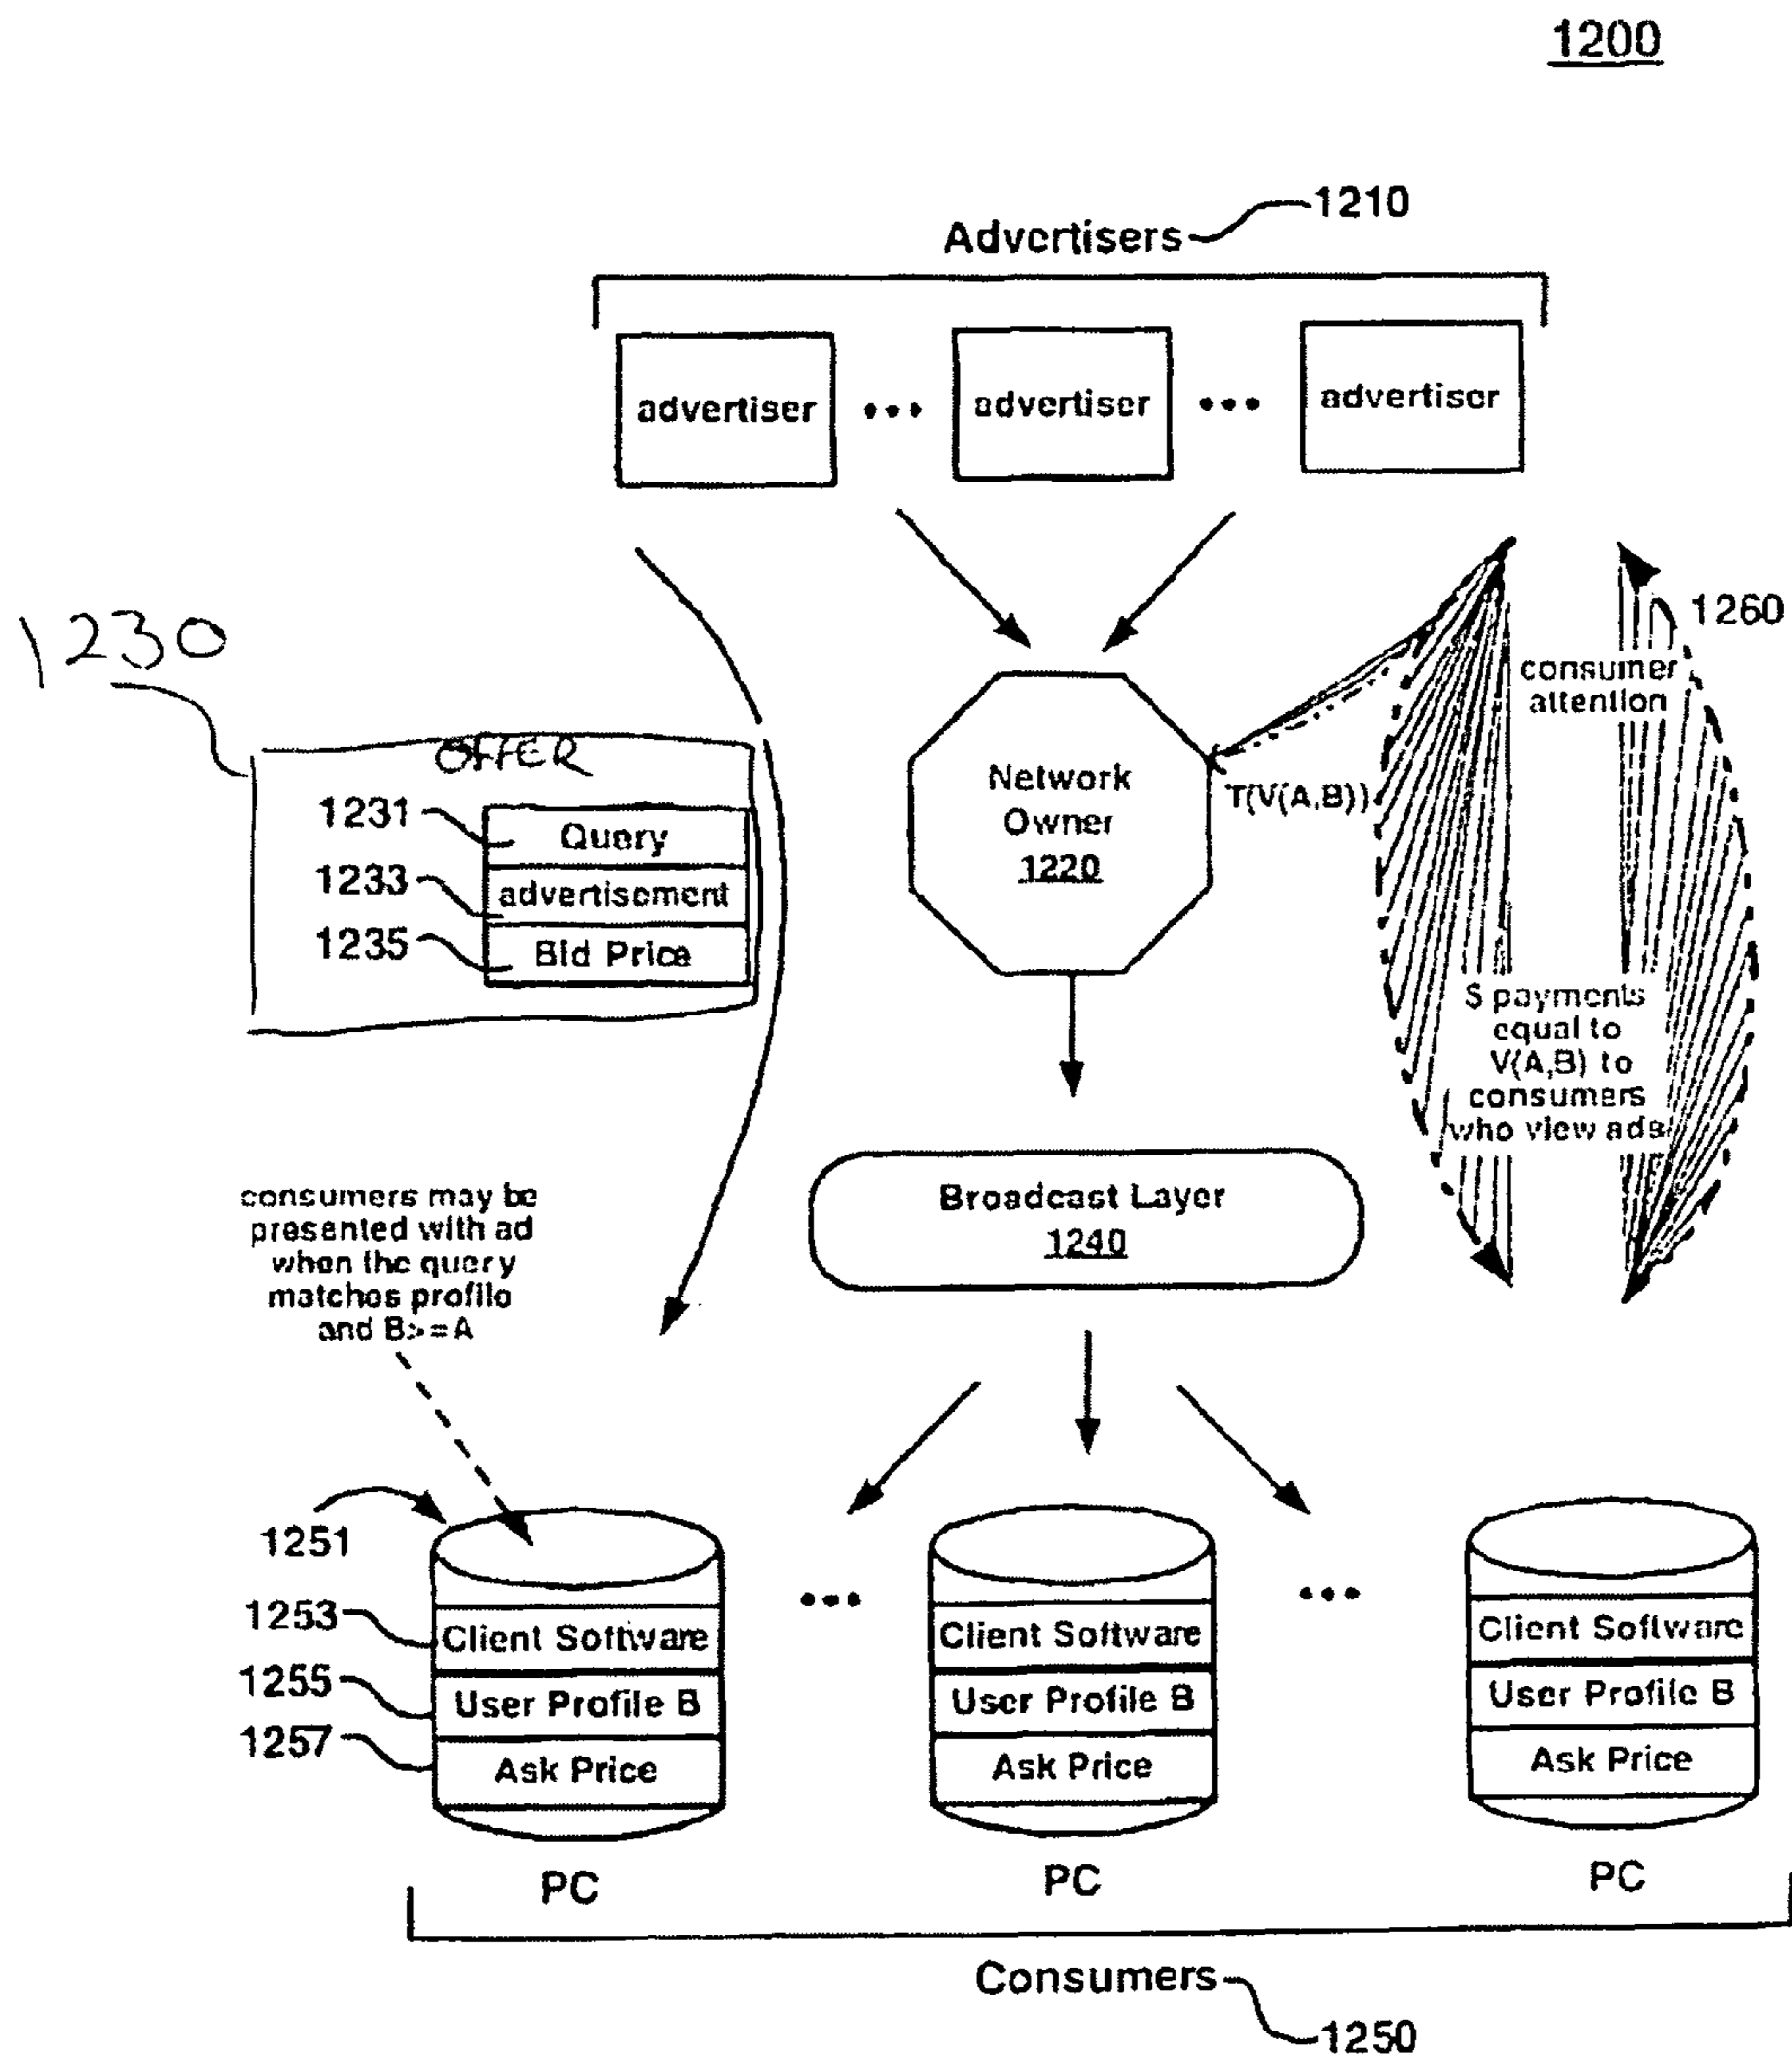 1200
1210
Advertisers
advertiser ... advertiser ... advertiser
1230
1260
consumer
attention
OFFER
1231
Query
1233
advertisement
1235
Bid Price
Network
Owner
1220
T(V(A,B))
$ payments
equal to
V(A,B) to
consumers
who view ads
consumers may be
presented with ad
when the query
matches profile
and B>=A
Broadcast Layer
1240
1251
1253
Client Software
1255
User Profile B
1257
Ask Price
PC
...
Client Software
User Profile B
Ask Price
PC
...
Client Software
User Profile B
Ask Price
PC
Consumers
1250